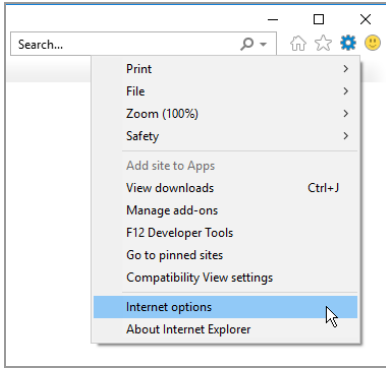 Search...
Print
File
Zoom (100%)
Safety
Add site to Apps
View downloads Ctrl+J
Manage add-ons
F12 Developer Tools
Go to pinned sites
Compatibility View settings
Internet options
About Internet Explorer